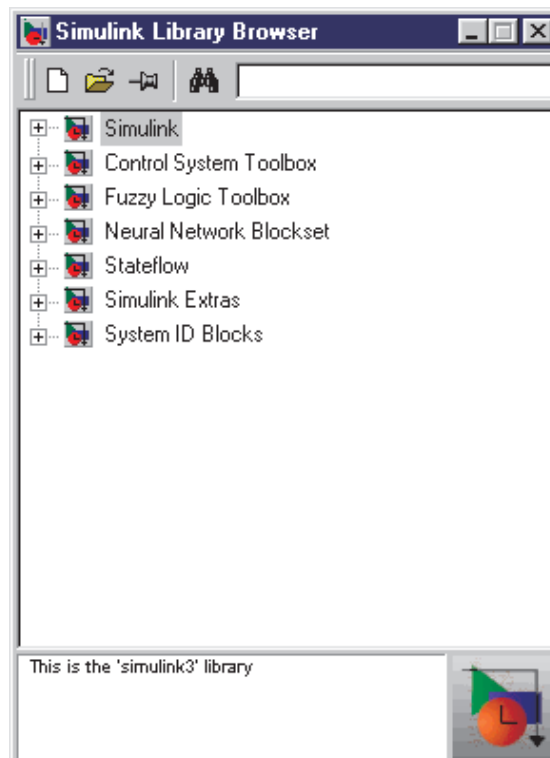 Simulink Library Browser
Simulink
Control System Toolbox
Fuzzy Logic Toolbox
Neural Network Blockset
Stateflow
Simulink Extras
System ID Blocks
This is the 'simulink3' library